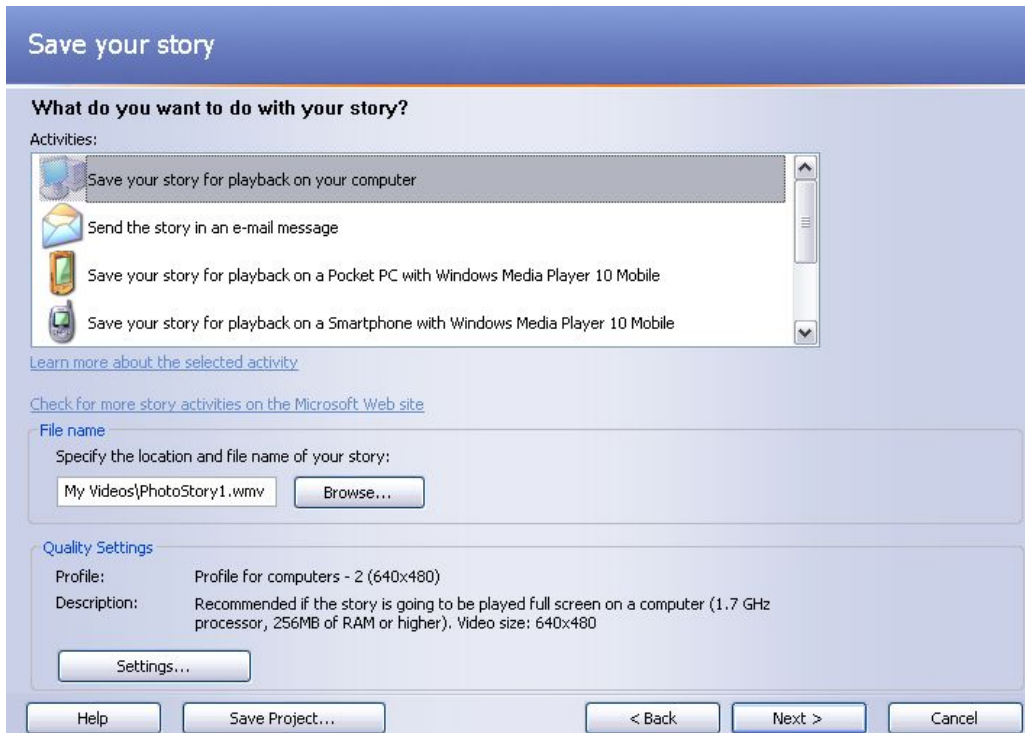 Save your story
What do you want to do with your story?
Activities:
Save your story for playback on your computer
Send the story in an e-mail message
Save your story for playback on a Pocket PC with Windows Media Player 10 Mobile
Save your story for playback on a Smartphone with Windows Media Player 10 Mobile
Learn more about the selected activity
Check for more story activities on the Microsoft Web site
File name
Specify the location and file name of your story:
My Videos\PhotoStory1.wmv Browse...
Quality Settings
Profile: Profile for computers - 2 (640x480)
Description: Recommended if the story is going to be played full screen on a computer (1.7 GHz
processor, 256MB of RAM or higher). Video size: 640x480
Settings...
Help Save Project... < Back Next > Cancel